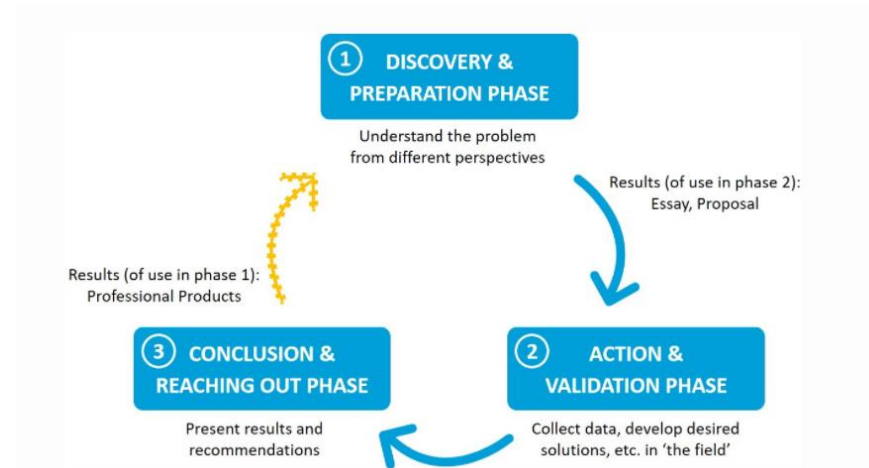 1
DISCOVERY &
PREPARATION PHASE
Understand the problem
from different perspectives
Results (of use in phase 2):
Essay, Proposal
2
ACTION &
VALIDATION PHASE
Collect data, develop desired
solutions, etc. in ‘the field’
3
CONCLUSION &
REACHING OUT PHASE
Present results and
recommendations
Results (of use in phase 1):
Professional Products